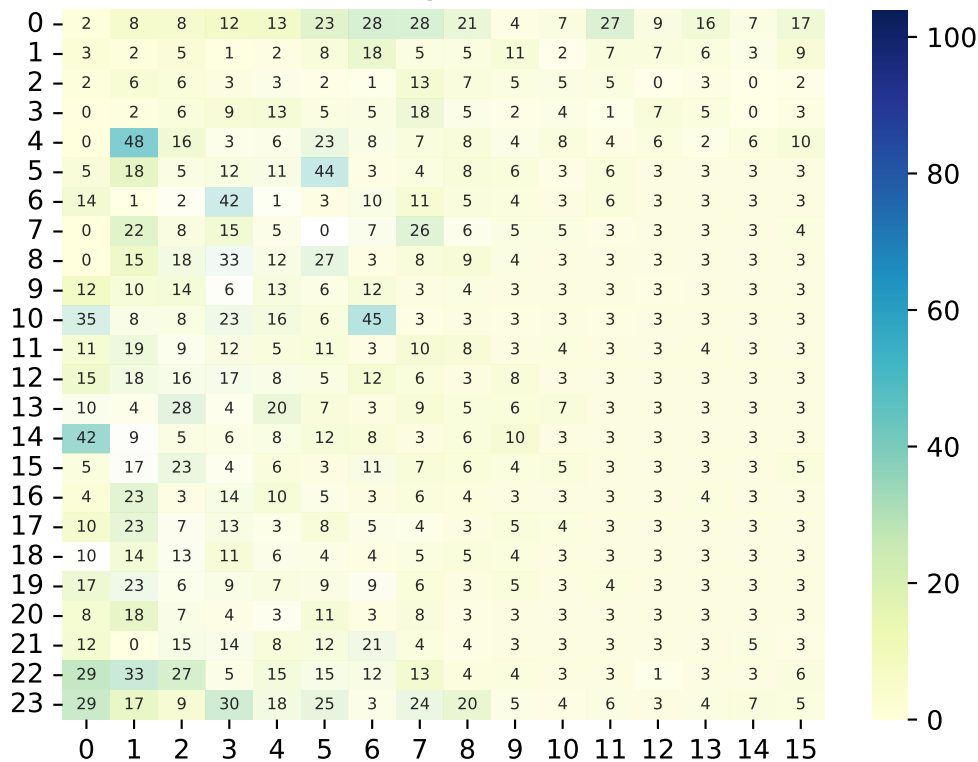 0 2 8 8 12 13 23 28 28 21 4 7 27 9 16 7 17
1 3 2 5 1 2 8 18 5 5 11 2 7 7 6 3 9
2 2 6 6 3 3 2 1 13 7 5 5 5 0 3 0 2
3 0 2 6 9 13 5 5 18 5 2 4 1 7 5 0 3
4 0 48 16 3 6 23 8 7 8 4 8 4 6 2 6 10
5 5 18 5 12 11 44 3 4 8 6 3 6 3 3 3 3
6 14 1 2 42 1 3 10 11 5 4 3 6 3 3 3 3
7 0 22 8 15 5 0 7 26 6 5 5 3 3 3 3 4
8 0 15 18 33 12 27 3 8 9 4 3 3 3 3 3 3
9 12 10 14 6 13 6 12 3 4 3 3 3 3 3 3 3
10 35 8 8 23 16 6 45 3 3 3 3 3 3 3 3 3
11 11 19 9 12 5 11 3 10 8 3 4 3 3 4 3 3
12 15 18 16 17 8 5 12 6 3 8 3 3 3 3 3 3
13 10 4 28 4 20 7 3 9 5 6 7 3 3 3 3 3
14 42 9 5 6 8 12 8 3 6 10 3 3 3 3 3 3
15 5 17 23 4 6 3 11 7 6 4 5 3 3 3 3 5
16 4 23 3 14 10 5 3 6 4 3 3 3 3 4 3 3
17 10 23 7 13 3 8 5 4 3 5 4 3 3 3 3 3
18 10 14 13 11 6 4 4 5 5 4 3 3 3 3 3 3
19 17 23 6 9 7 9 9 6 3 5 3 4 3 3 3 3
20 8 18 7 4 3 11 3 8 3 3 3 3 3 3 3 3
21 12 0 15 14 8 12 21 4 4 3 3 3 3 3 5 3
22 29 33 27 5 15 15 12 13 4 4 3 3 1 3 3 6
23 29 17 9 30 18 25 3 24 20 5 4 6 3 4 7 5
0 1 2 3 4 5 6 7 8 9 10 11 12 13 14 15
100
80
60
40
20
0